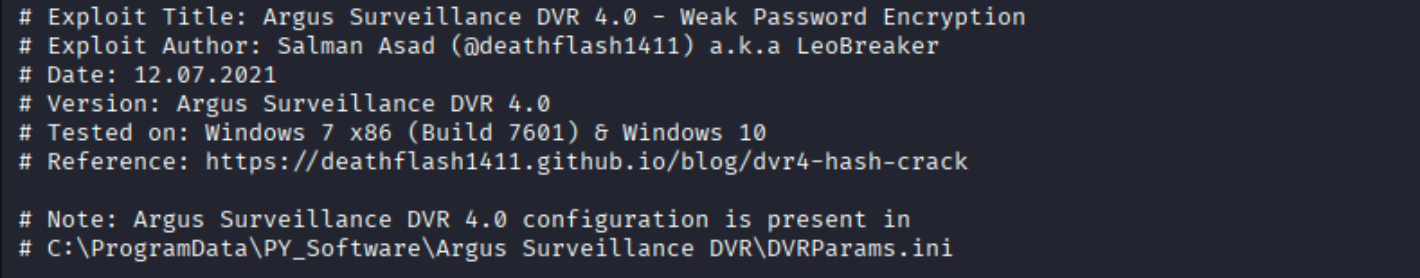 # Exploit Title: Argus Surveillance DVR 4.0 - Weak Password Encryption
# Exploit Author: Salman Asad (@deathflash1411) a.k.a LeoBreaker
# Date: 12.07.2021
# Version: Argus Surveillance DVR 4.0
# Tested on: Windows 7 x86 (Build 7601) & Windows 10
# Reference: https://deathflash1411.github.io/blog/dvr4-hash-crack
# Note: Argus Surveillance DVR 4.0 configuration is present in
# C:\ProgramData\PY_Software\Argus Surveillance DVR\DVRParams.ini